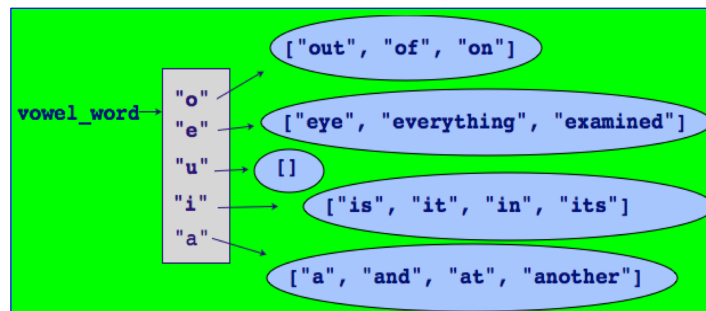 ["out", "of", "on"]
vowel_word
"o"
"e"
["eye", "everything", "examined"]
"u"
[]
"i"
["is", "it", "in", "its"]
"a"
["a", "and", "at", "another"]